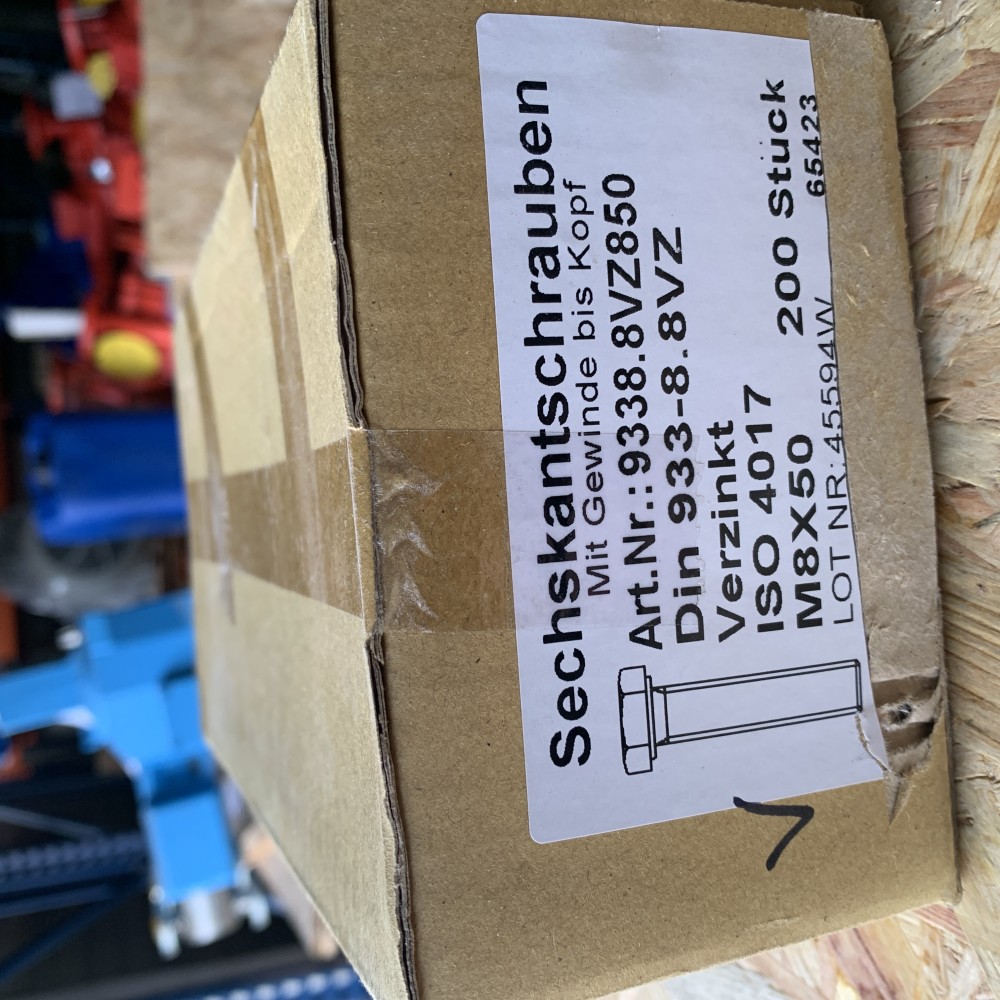 Sechskantschrauben
Mit Gewinde bis Kopf
Art.Nr.: 9338.8VZ850
Din 933-8.8VZ
Verzinkt
ISO 4017
M8X50 200 Stück
LOT NR: 45594W 65423